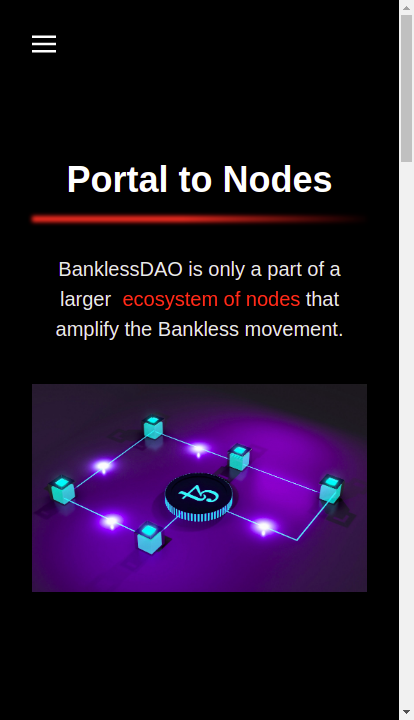 Portal to Nodes
BanklessDAO is only a part of a
larger ecosystem of nodes that
amplify the Bankless movement.